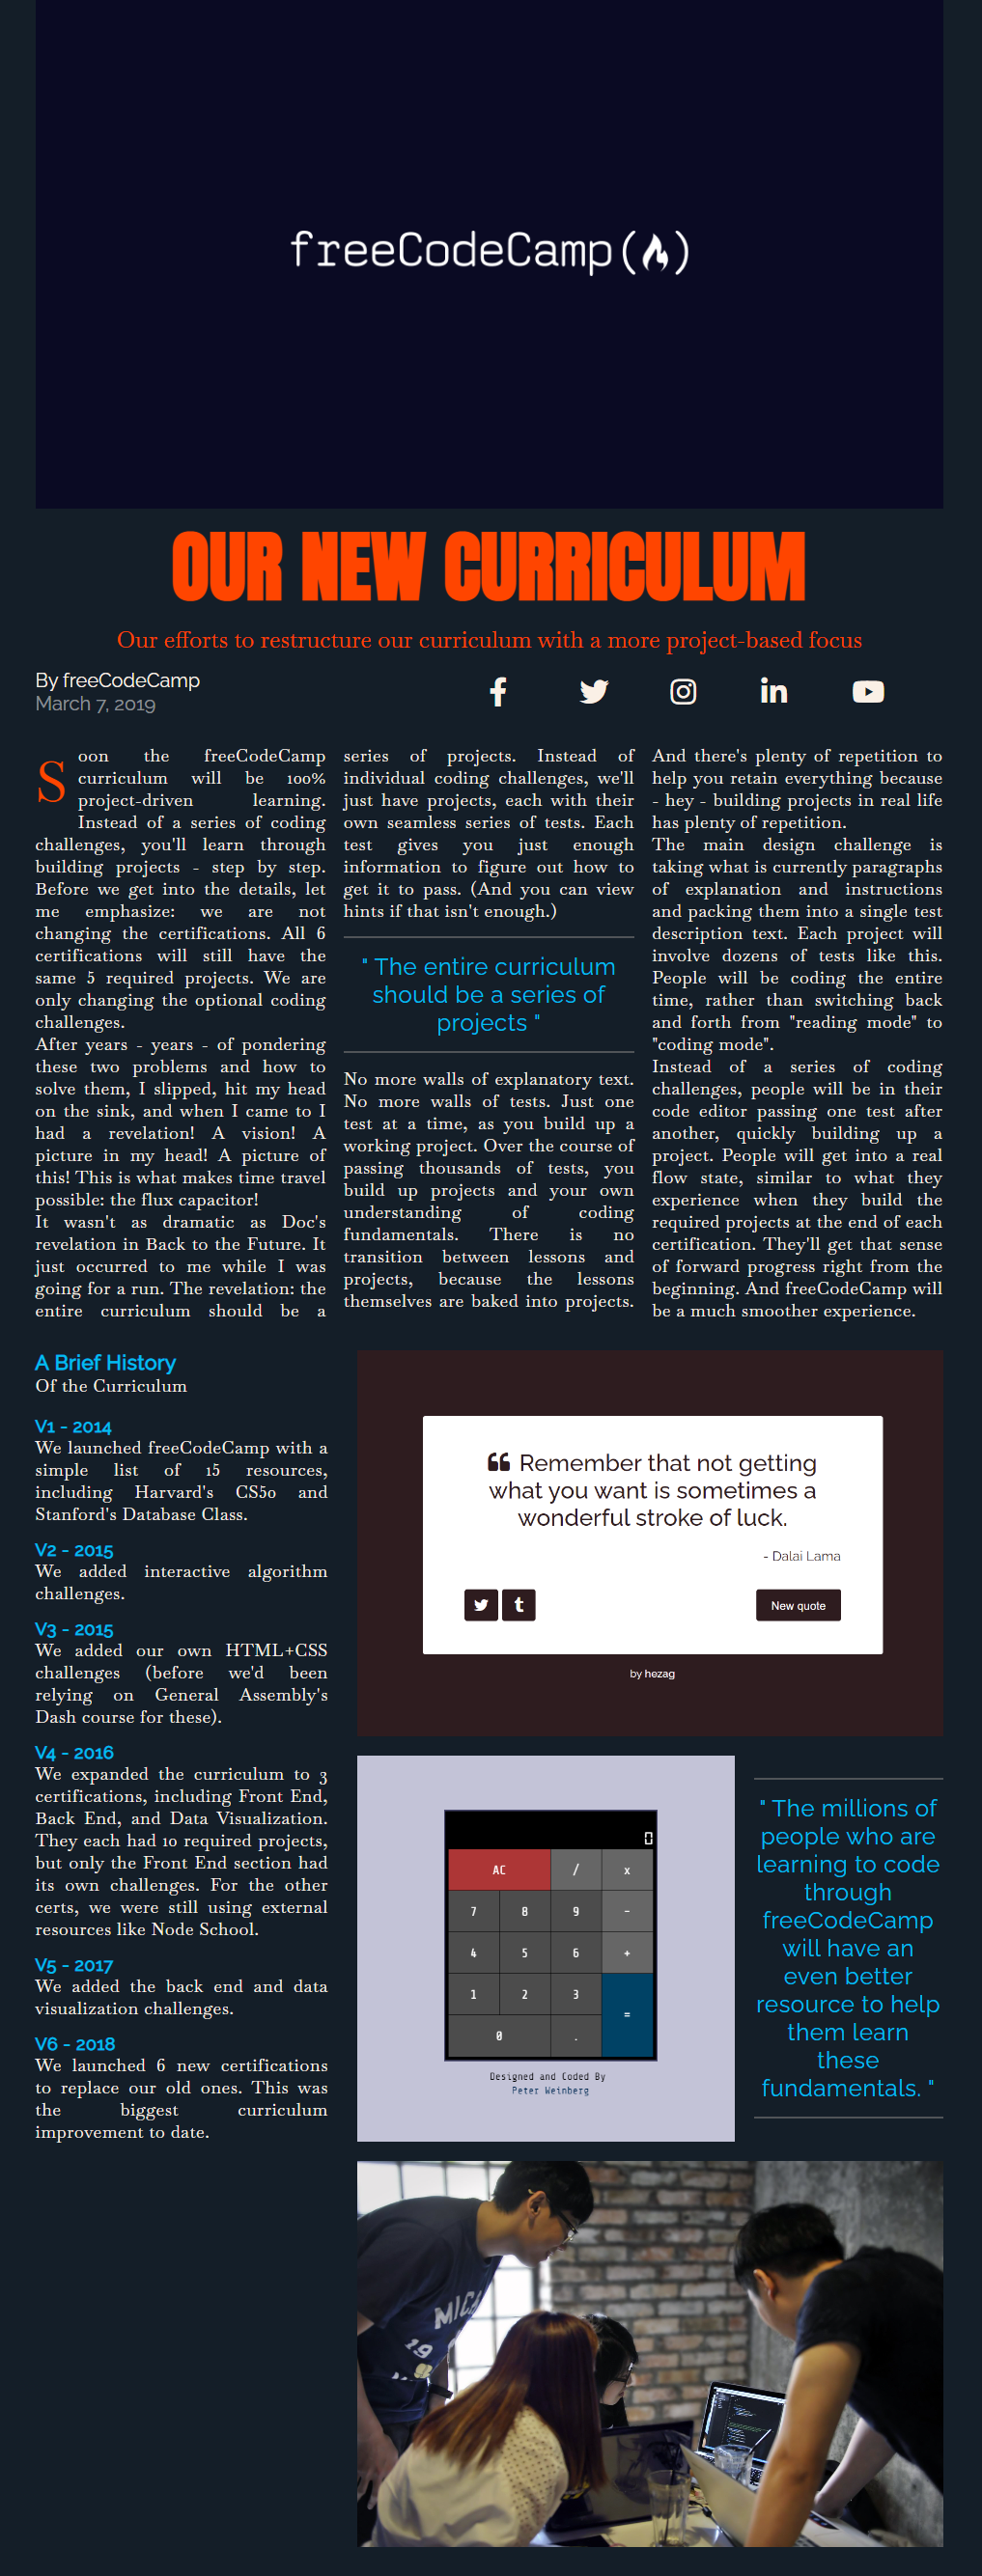 freeCodeCamp
OUR NEW CURRICULUM
Our efforts to restructure our curriculum with a more project-based focus
By freeCodeCamp
March 7, 2019
Soon the freeCodeCamp
curriculum will be 100%
project-driven learning.
Instead of a series of coding
challenges, you'll learn through
building projects - step by step.
Before we get into the details, let
me emphasize: we are not
changing the certifications. All 6
certifications will still have the
same 5 required projects. We are
only changing the optional coding
challenges.
After years - years - of pondering
these two problems and how to
solve them, I slipped, hit my head
on the sink, and when I came to I
had a revelation! A vision! A
picture in my head! A picture of
this! This is what makes time travel
possible: the flux capacitor!
It wasn't as dramatic as Doc's
revelation in Back to the Future. It
just occurred to me while I was
going for a run. The revelation: the
entire curriculum should be a
series of projects. Instead of
individual coding challenges, we'll
just have projects, each with their
own seamless series of tests. Each
test gives you just enough
information to figure out how to
get it to pass. (And you can view
hints if that isn't enough.)
" The entire curriculum
should be a series of
projects "
No more walls of explanatory text.
No more walls of tests. Just one
test at a time, as you build up a
working project. Over the course of
passing thousands of tests, you
build up projects and your own
understanding of coding
fundamentals. There is no
transition between lessons and
projects, because the lessons
themselves are baked into projects.
And there's plenty of repetition to
help you retain everything because
- hey - building projects in real life
has plenty of repetition.
The main design challenge is
taking what is currently paragraphs
of explanation and instructions
and packing them into a single test
description text. Each project will
involve dozens of tests like this.
People will be coding the entire
time, rather than switching back
and forth from "reading mode" to
"coding mode".
Instead of a series of coding
challenges, people will be in their
code editor passing one test after
another, quickly building up a
project. People will get into a real
flow state, similar to what they
experience when they build the
required projects at the end of each
certification. They'll get that sense
of forward progress right from the
beginning. And freeCodeCamp will
be a much smoother experience.
A Brief History
Of the Curriculum
V1 - 2014
We launched freeCodeCamp with a
simple list of 15 resources,
including Harvard's CS50 and
Stanford's Database Class.
V2 - 2015
We added interactive algorithm
challenges.
V3 - 2015
We added our own HTML+CSS
challenges (before we'd been
relying on General Assembly's
Dash course for these).
V4 - 2016
We expanded the curriculum to 3
certifications, including Front End,
Back End, and Data Visualization.
They each had 10 required projects,
but only the Front End section had
its own challenges. For the other
certs, we were still using external
resources like Node School.
V5 - 2017
We added the back end and data
visualization challenges.
V6 - 2018
We launched 6 new certifications
to replace our old ones. This was
the biggest curriculum
improvement to date.
“ Remember that not getting
what you want is sometimes a
wonderful stroke of luck.
- Dalai Lama
New quote
by hezag
0
AC / x
7 8 9 -
4 5 6 +
1 2 3 =
0 .
Designed and Coded By
Peter Weinberg
" The millions of
people who are
learning to code
through
freeCodeCamp
will have an
even better
resource to help
them learn
these
fundamentals. "
MICH
19